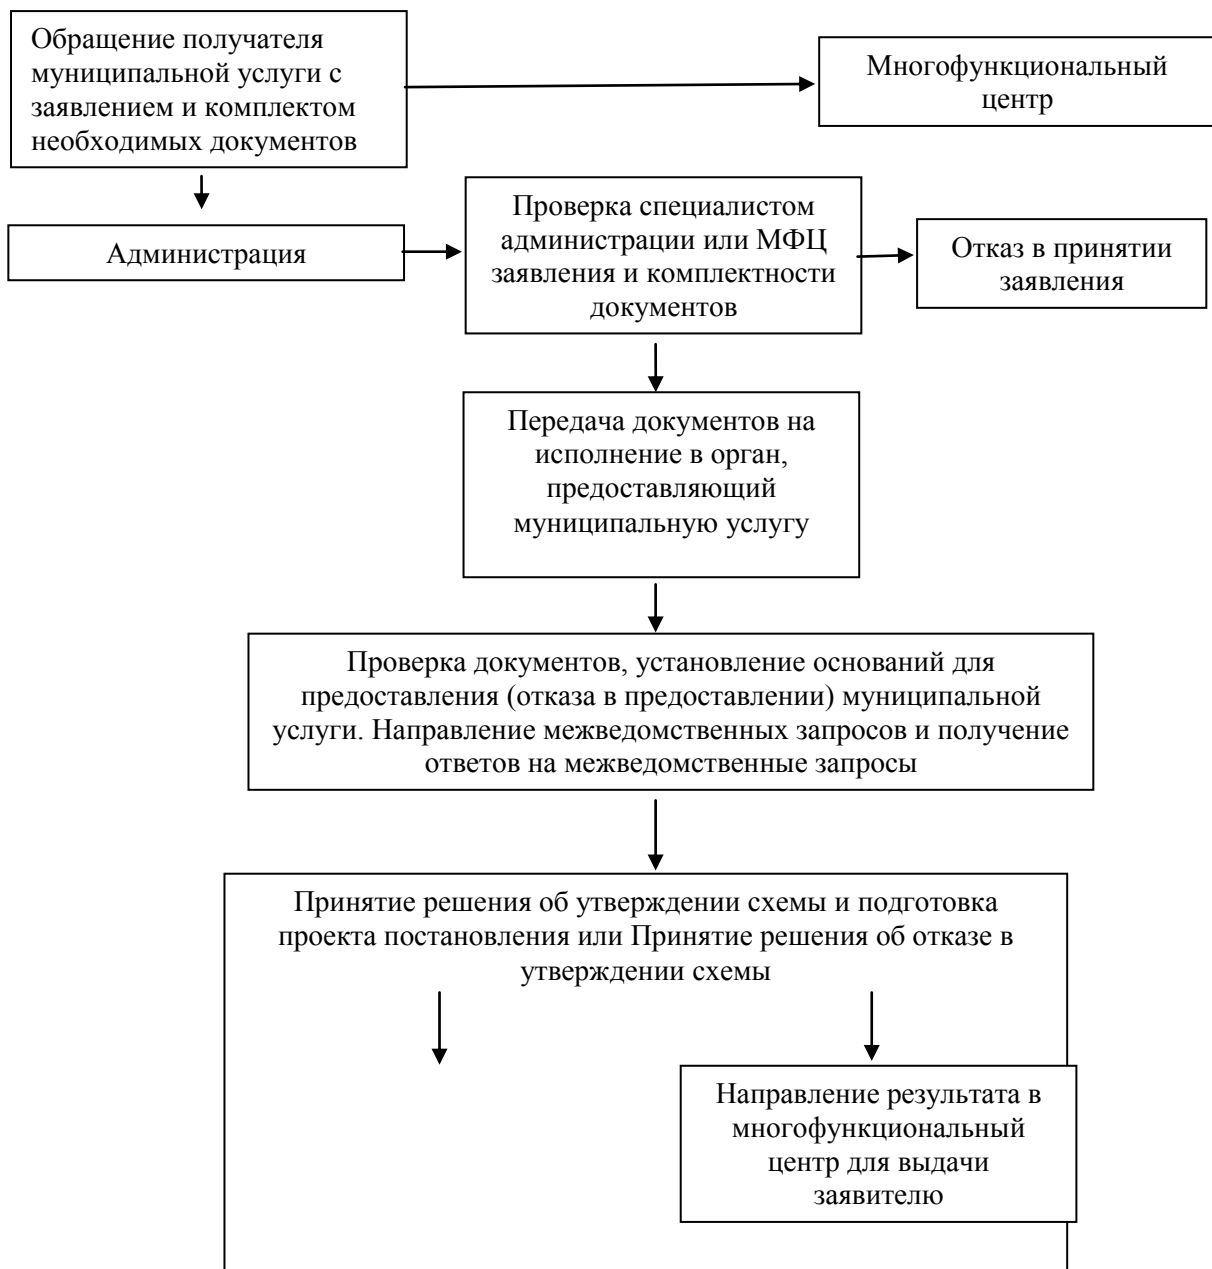 Обращение получателя
муниципальной услуги с
заявлением и комплектом
необходимых документов
Многофункциональный
центр
Администрация
Проверка специалистом
администрации или МФЦ
заявления и комплектности
документов
Отказ в принятии
заявления
Передача документов на
исполнение в орган,
предоставляющий
муниципальную услугу
Проверка документов, установление оснований для
предоставления (отказа в предоставлении) муниципальной
услуги. Направление межведомственных запросов и получение
ответов на межведомственные запросы
Принятие решения об утверждении схемы и подготовка
проекта постановления или Принятие решения об отказе в
утверждении схемы
Направление результата в
многофункциональный
центр для выдачи
заявителю